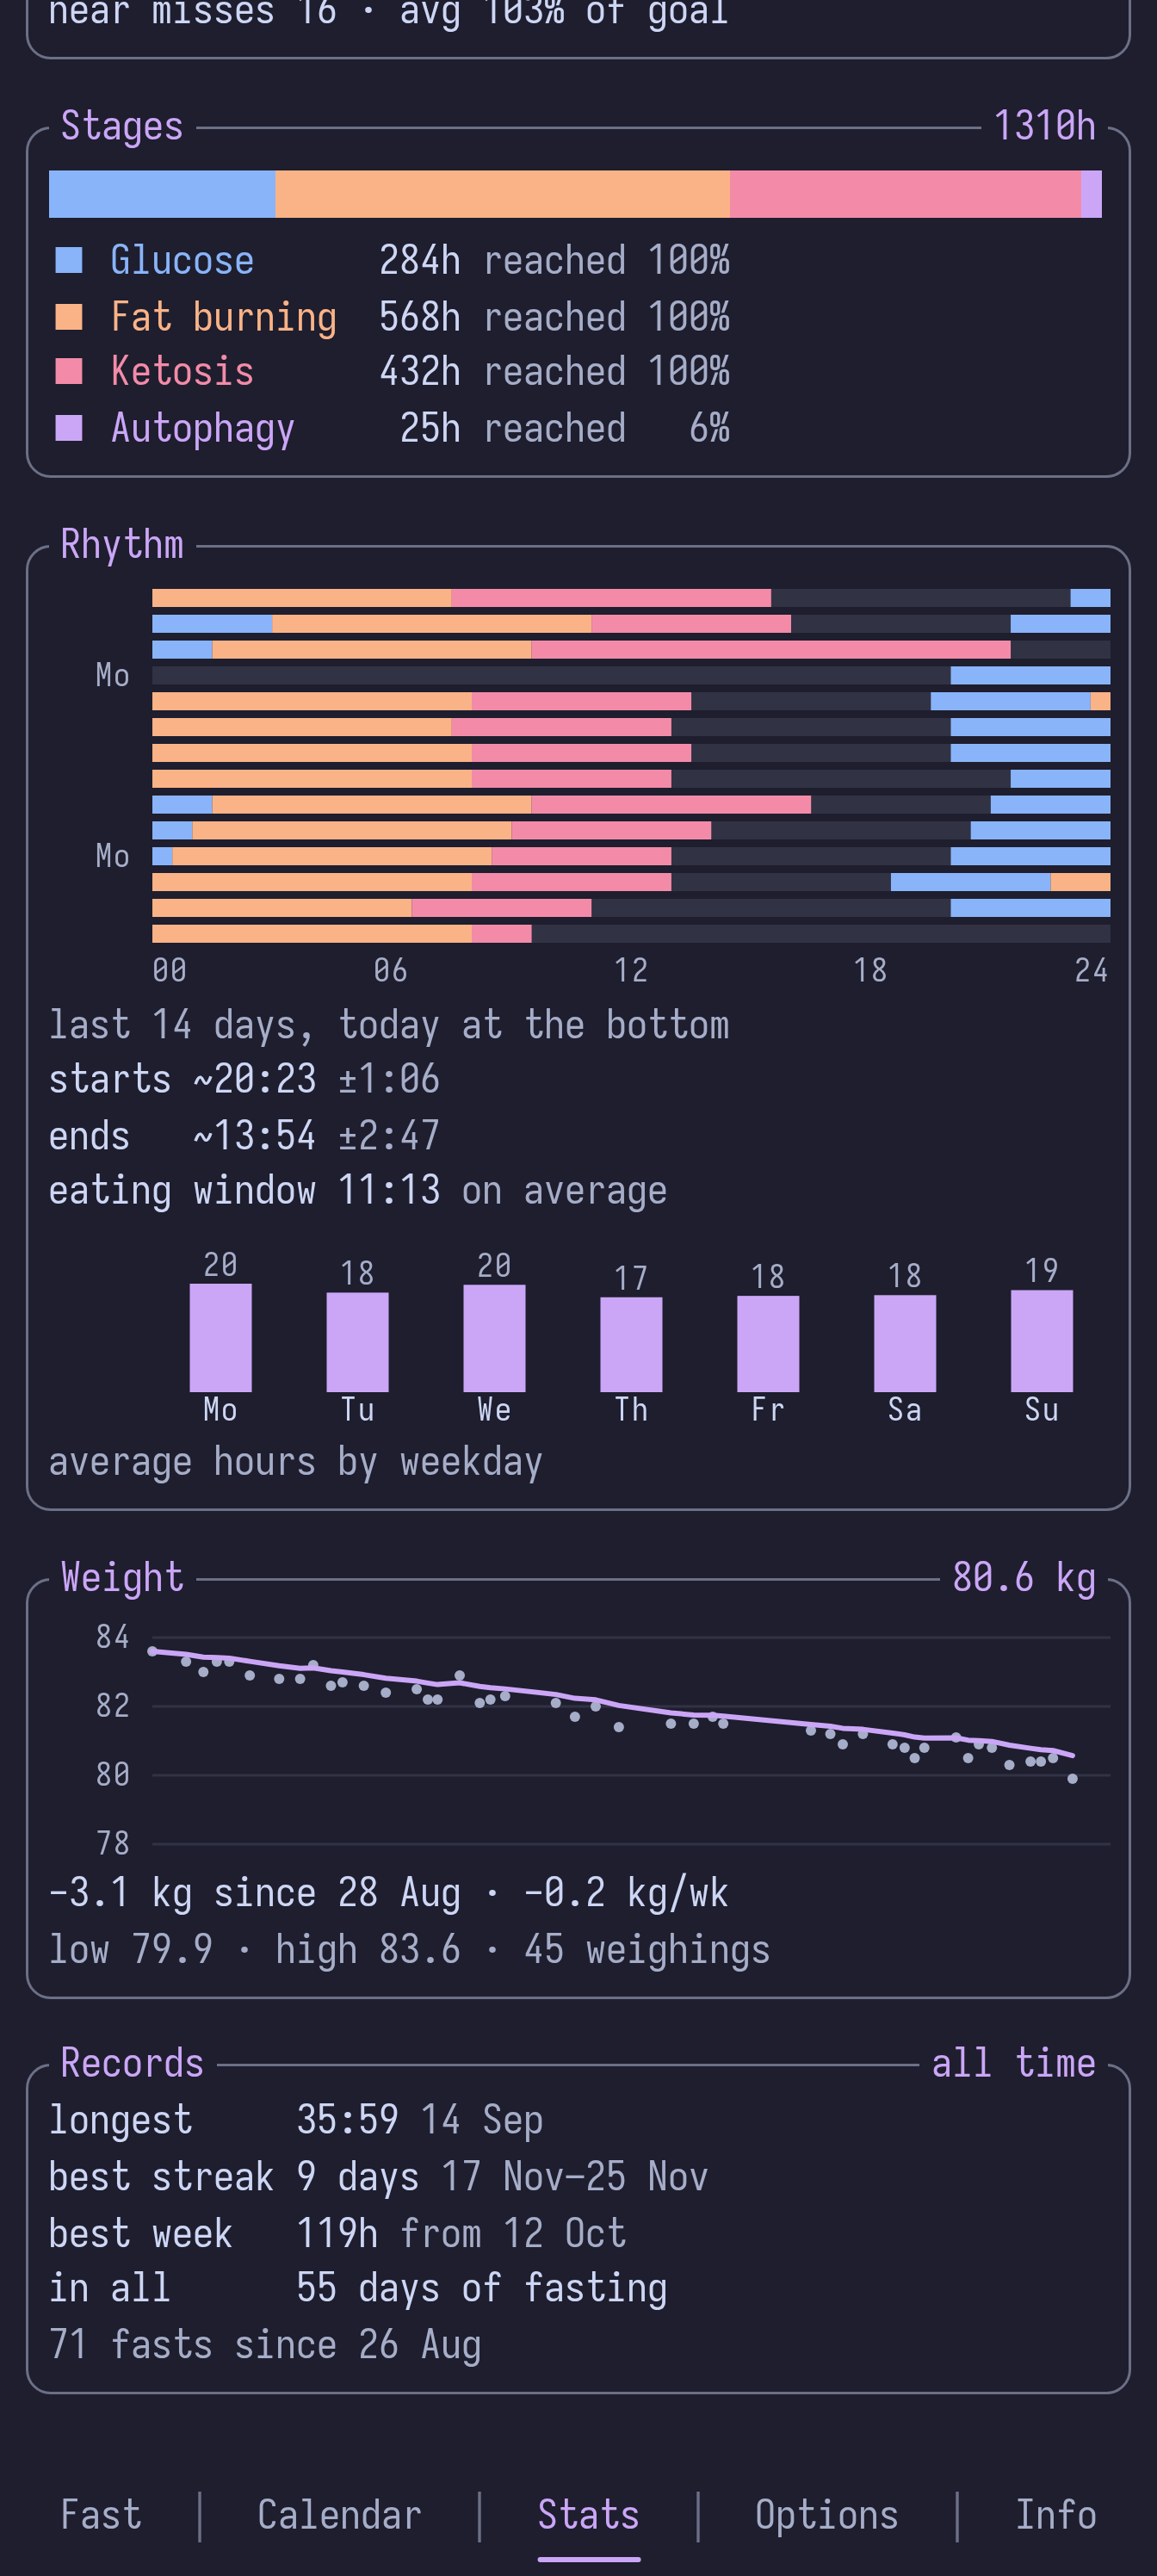 near misses 16 · avg 103% of goal
Stages 1310h
Glucose 284h reached 100%
Fat burning 568h reached 100%
Ketosis 432h reached 100%
Autophagy 25h reached 6%
Rhythm
Mo
Mo
00 06 12 18 24
last 14 days, today at the bottom
starts ~20:23 ±1:06
ends ~13:54 ±2:47
eating window 11:13 on average
20 18 20 17 18 18 19
Mo Tu We Th Fr Sa Su
average hours by weekday
Weight 80.6 kg
84
82
80
78
−3.1 kg since 28 Aug · −0.2 kg/wk
low 79.9 · high 83.6 · 45 weighings
Records all time
longest 35:59 14 Sep
best streak 9 days 17 Nov–25 Nov
best week 119h from 12 Oct
in all 55 days of fasting
71 fasts since 26 Aug
Fast | Calendar | Stats | Options | Info